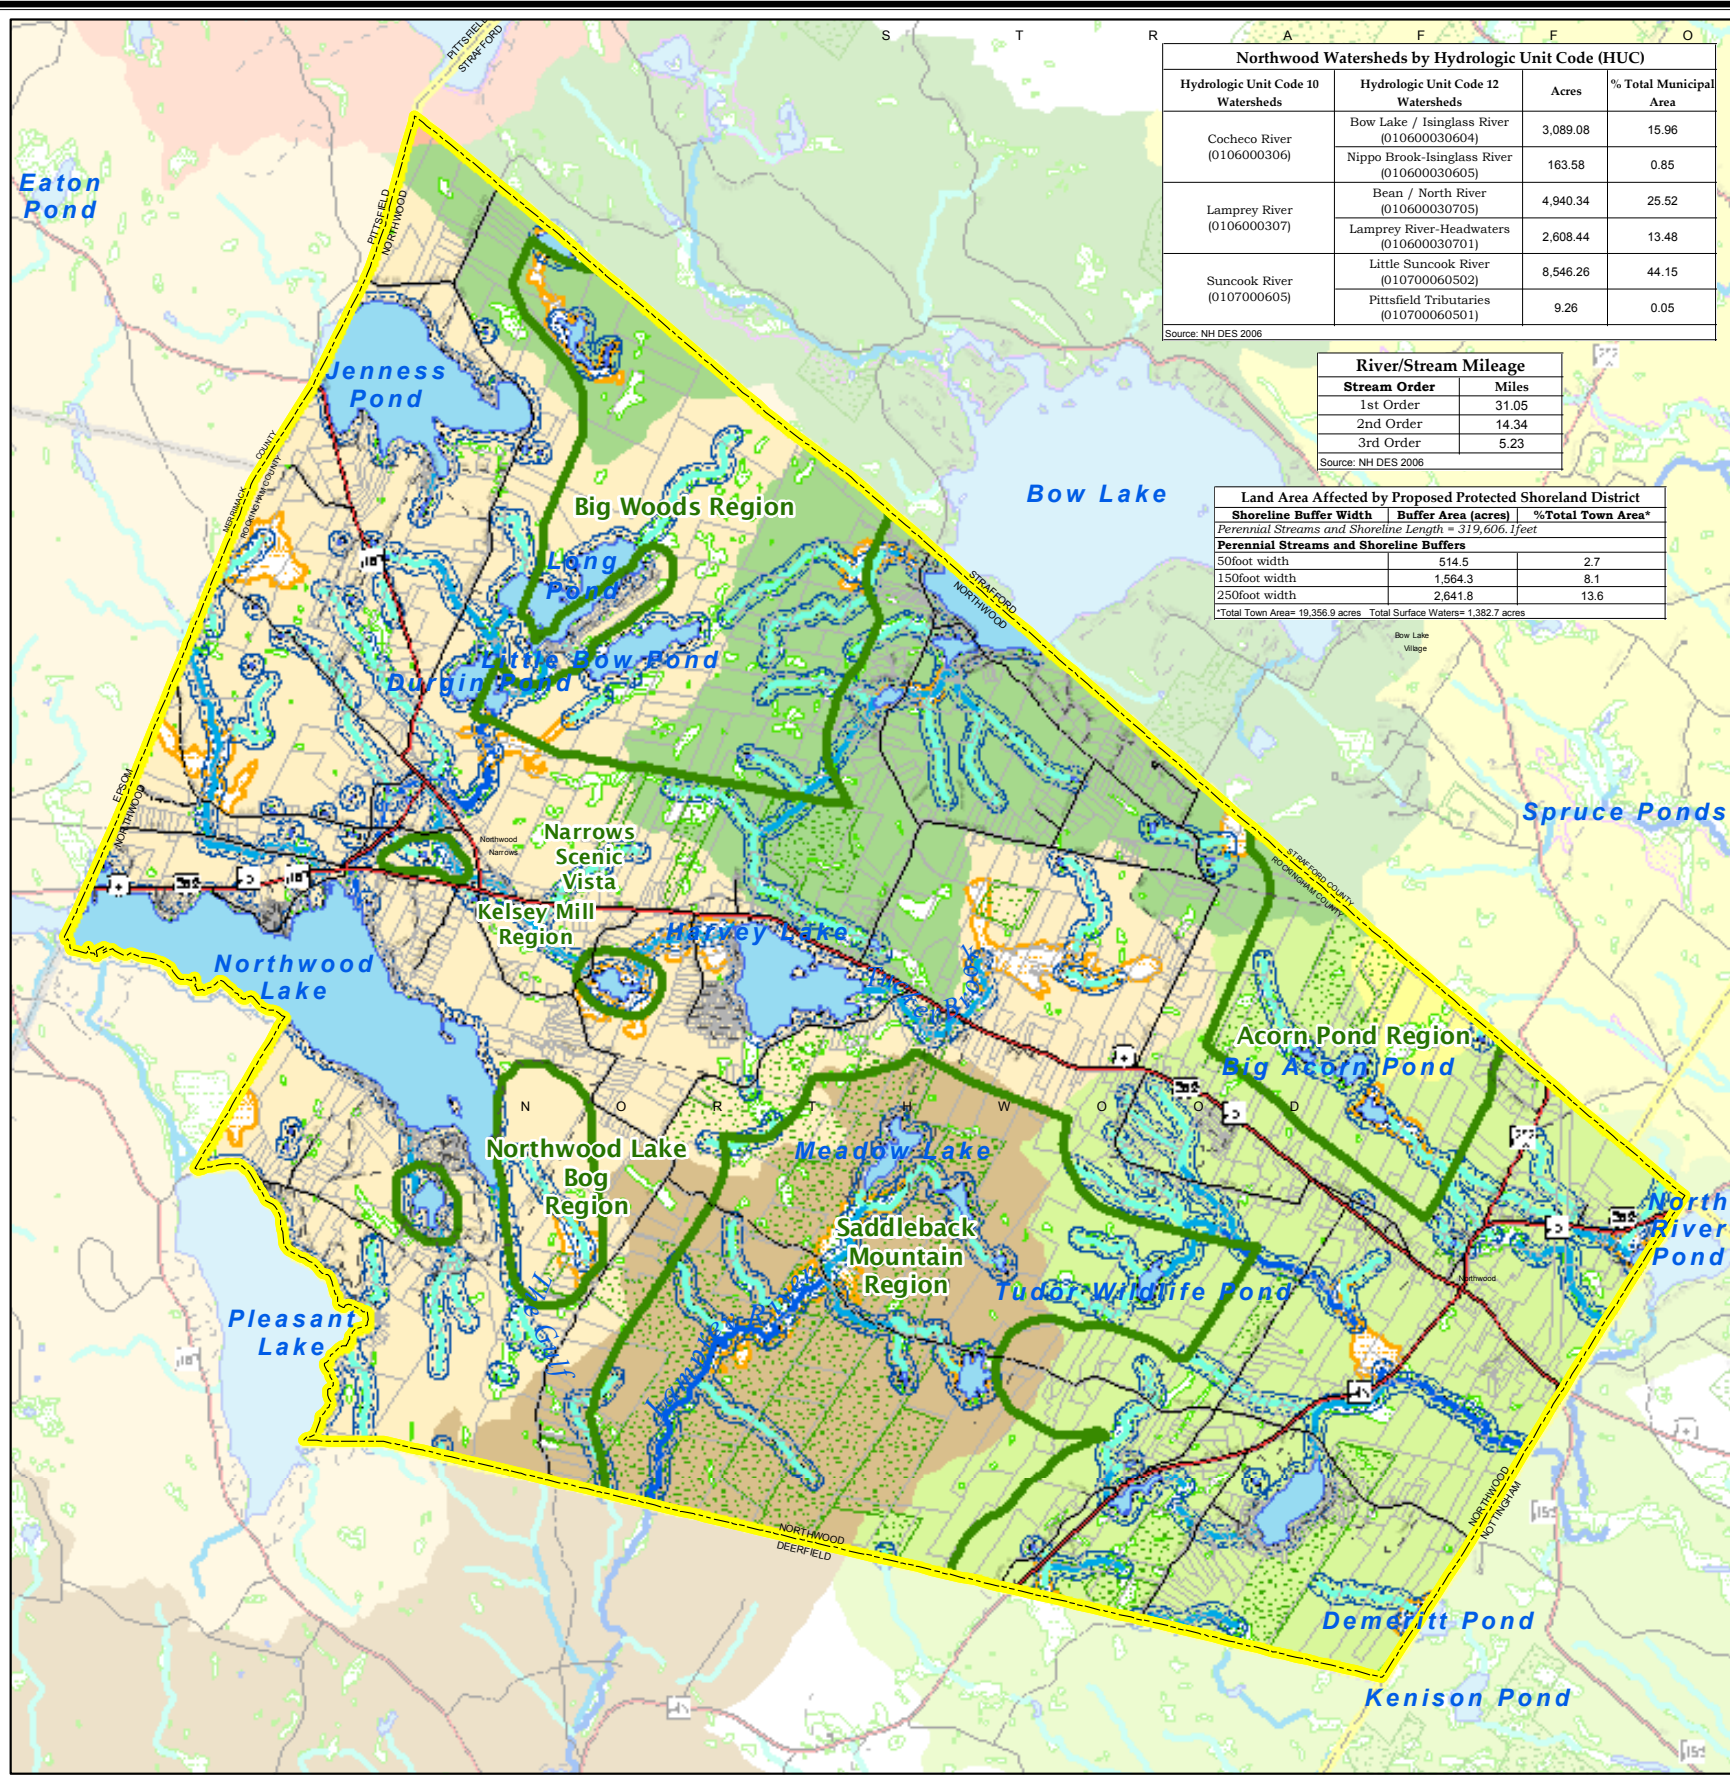 PITTSFIELD
STRAFFORD
S T R A F F O
Northwood Watersheds by Hydrologic Unit Code (HUC)
Hydrologic Unit Code 10 Watersheds | Hydrologic Unit Code 12 Watersheds | Acres | % Total Municipal Area
Cocheco River (0106000306) | Bow Lake / Isinglass River (010600030604) | 3,089.08 | 15.96
Nippo Brook-Isinglass River (010600030605) | 163.58 | 0.85
Lamprey River (0106000307) | Bean / North River (010600030705) | 4,940.34 | 25.52
Lamprey River-Headwaters (010600030701) | 2,608.44 | 13.48
Suncook River (0107000605) | Little Suncook River (010700060502) | 8,546.26 | 44.15
Pittsfield Tributaries (010700060501) | 9.26 | 0.05
Source: NH DES 2006
River/Stream Mileage
Stream Order | Miles
1st Order | 31.05
2nd Order | 14.34
3rd Order | 5.23
Source: NH DES 2006
Land Area Affected by Proposed Protected Shoreland District
Shoreline Buffer Width | Buffer Area (acres) | %Total Town Area*
Perennial Streams and Shoreline Length = 319,606.1feet
Perennial Streams and Shoreline Buffers
50foot width | 514.5 | 2.7
150foot width | 1,564.3 | 8.1
250foot width | 2,641.8 | 13.6
*Total Town Area= 19,356.9 acres Total Surface Waters= 1,382.7 acres
Eaton
Pond
PITTSFIELD
NORTHWOOD
Jenness
Pond
MERRIMACK COUNTY
ROCKINGHAM COUNTY
Bow Lake
Big Woods Region
Long
Pond
STRAFFORD
NORTHWOOD
Bow Lake
Village
Little Bow Pond
Durgin Pond
EPSOM
NORTHWOOD
Spruce Ponds
Northwood
Narrows
Narrows
Scenic
Vista
STRAFFORD COUNTY
ROCKINGHAM COUNTY
Kelsey Mill
Region
Harvey Lake
Northwood
Lake
Acorn Pond Region
Big Acorn Pond
N O R T H W O O D
Northwood Lake
Bog
Region
Meadow Lake
Saddleback
Mountain
Region
North
River
Pond
Tudor Wildlife Pond
Northwood
Pleasant
Lake
The Gulf
Lamprey River
NORTHWOOD
NOTTINGHAM
NORTHWOOD
DEERFIELD
Demeritt Pond
Kenison Pond